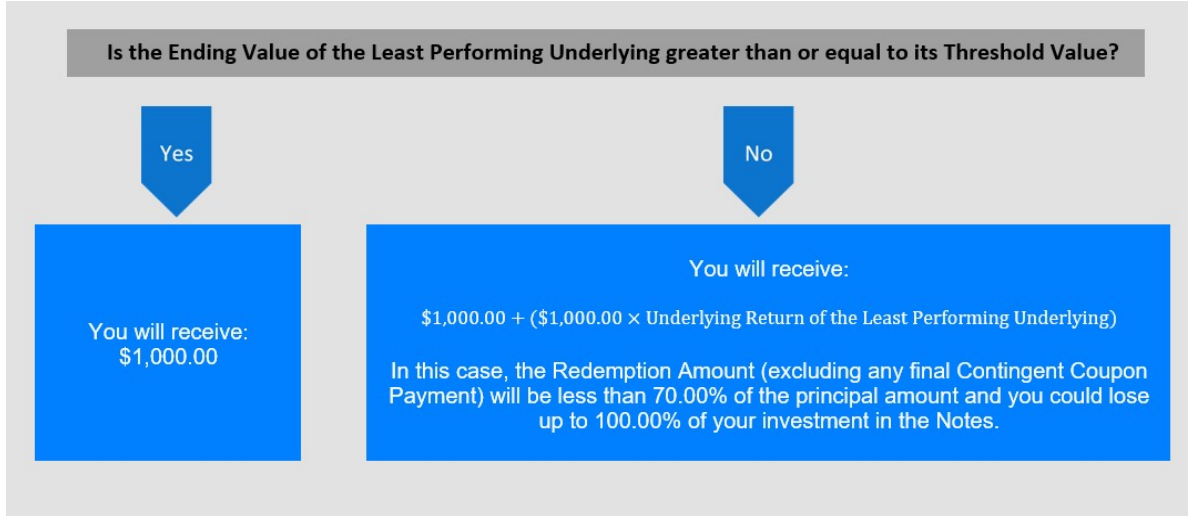 Is the Ending Value of the Least Performing Underlying greater than or equal to its Threshold Value?
Yes
No
You will receive:
$1,000.00
You will receive:
$1,000.00 + ($1,000.00 × Underlying Return of the Least Performing Underlying)
In this case, the Redemption Amount (excluding any final Contingent Coupon
Payment) will be less than 70.00% of the principal amount and you could lose
up to 100.00% of your investment in the Notes.